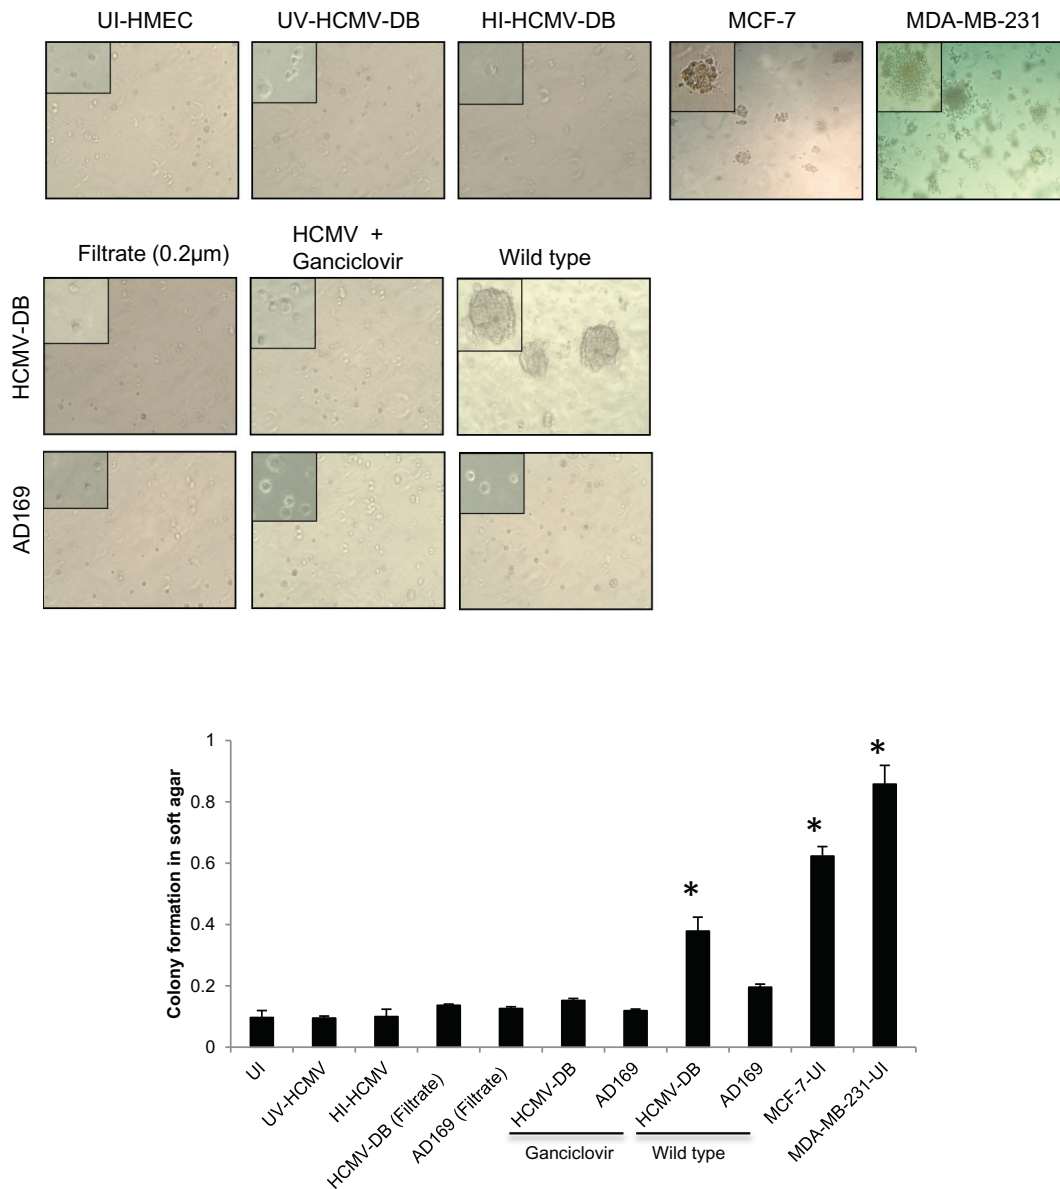 UI-HMEC UV-HCMV-DB HI-HCMV-DB MCF-7 MDA-MB-231
Filtrate (0.2µm)
HCMV +
Ganciclovir
Wild type
HCMV-DB
AD169
Colony formation in soft agar
1
*
0.8
*
0.6
*
0.4
0.2
0
UI
UV-HCMV
HI-HCMV
HCMV-DB (Filtrate)
AD169 (Filtrate)
HCMV-DB
AD169
HCMV-DB
AD169
MCF-7-UI
MDA-MB-231-UI
Ganciclovir
Wild type